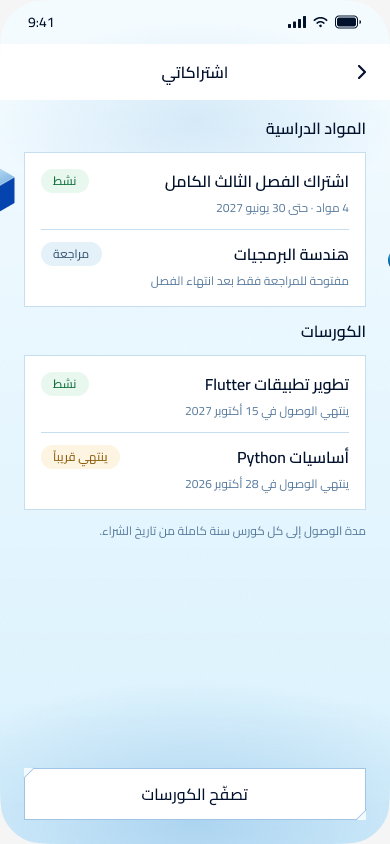 9:41
اشتراكاتي
المواد الدراسية
اشتراك الفصل الثالث الكامل
نشط
4 مواد · حتى 30 يونيو 2027
هندسة البرمجيات
مراجعة
مفتوحة للمراجعة فقط بعد انتهاء الفصل
الكورسات
تطوير تطبيقات Flutter
نشط
ينتهي الوصول في 15 أكتوبر 2027
أساسيات Python
ينتهي قريباً
ينتهي الوصول في 28 أكتوبر 2026
مدة الوصول إلى كل كورس سنة كاملة من تاريخ الشراء.
تصفّح الكورسات